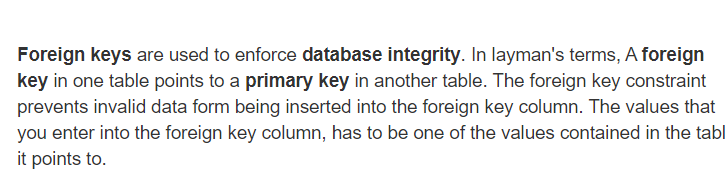 Foreign keys are used to enforce database integrity. In layman's terms, A foreign
key in one table points to a primary key in another table. The foreign key constraint
prevents invalid data form being inserted into the foreign key column. The values that
you enter into the foreign key column, has to be one of the values contained in the tabl
it points to.